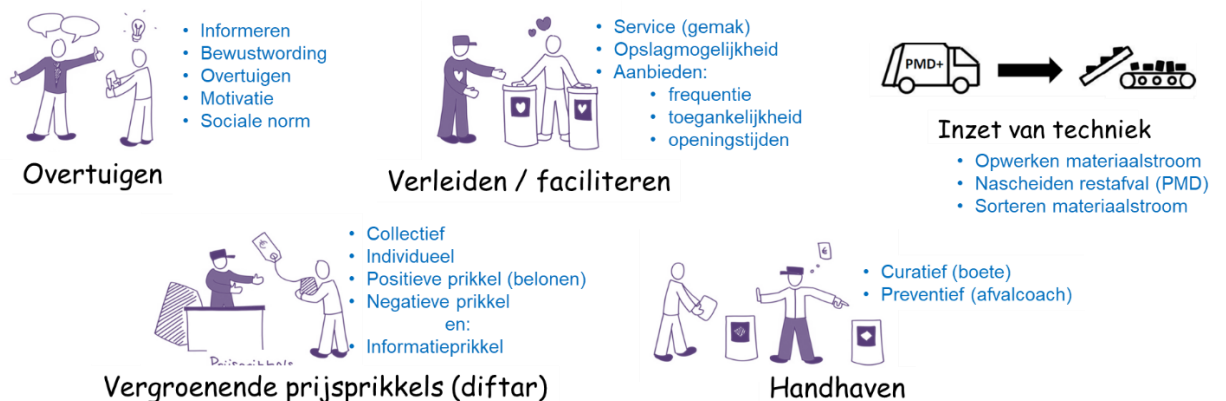 • Informeren
• Bewustwording
• Overtuigen
• Motivatie
• Sociale norm
Overtuigen
• Service (gemak)
• Opslagmogelijkheid
• Aanbieden:
• frequentie
• toegankelijkheid
• openingstijden
Verleiden / faciliteren
PMD+
Inzet van techniek
• Opwerken materiaalstroom
• Nascheiden restafval (PMD)
• Sorteren materiaalstroom
€
• Collectief
• Individueel
• Positieve prikkel (belonen)
• Negatieve prikkel
en:
• Informatieprikkel
Prijsprikkels
Vergroenende prijsprikkels (diftar)
€
• Curatief (boete)
• Preventief (afvalcoach)
Handhaven